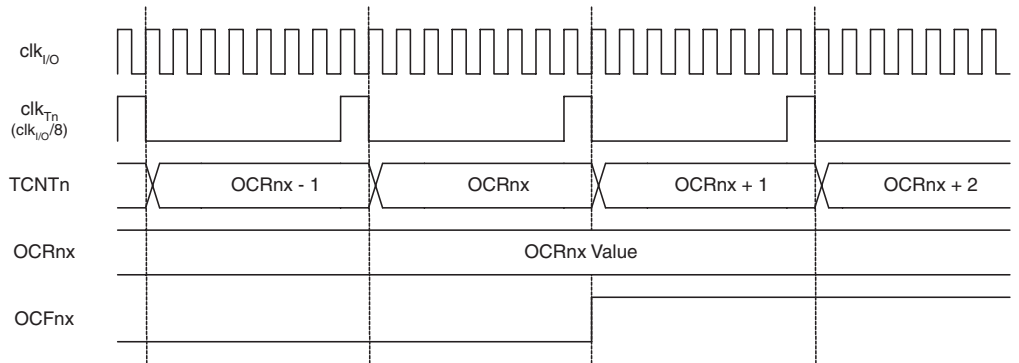 clkI/O
clkTn
(clkI/O/8)
TCNTn
OCRnx - 1
OCRnx
OCRnx + 1
OCRnx + 2
OCRnx
OCRnx Value
OCFnx